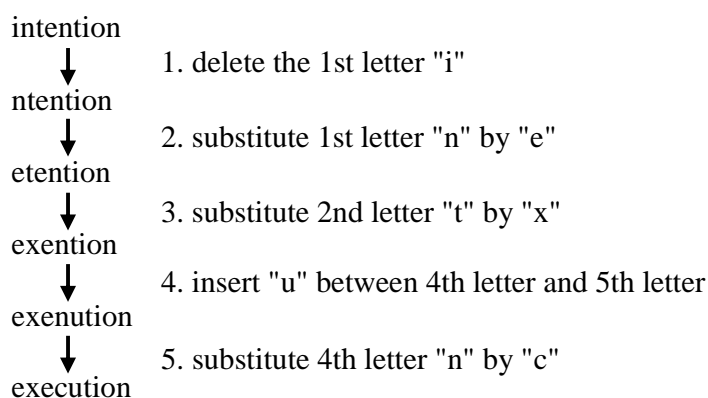 intention
1. delete the 1st letter "i"
ntention
2. substitute 1st letter "n" by "e"
etention
3. substitute 2nd letter "t" by "x"
exention
4. insert "u" between 4th letter and 5th letter
exenution
5. substitute 4th letter "n" by "c"
execution